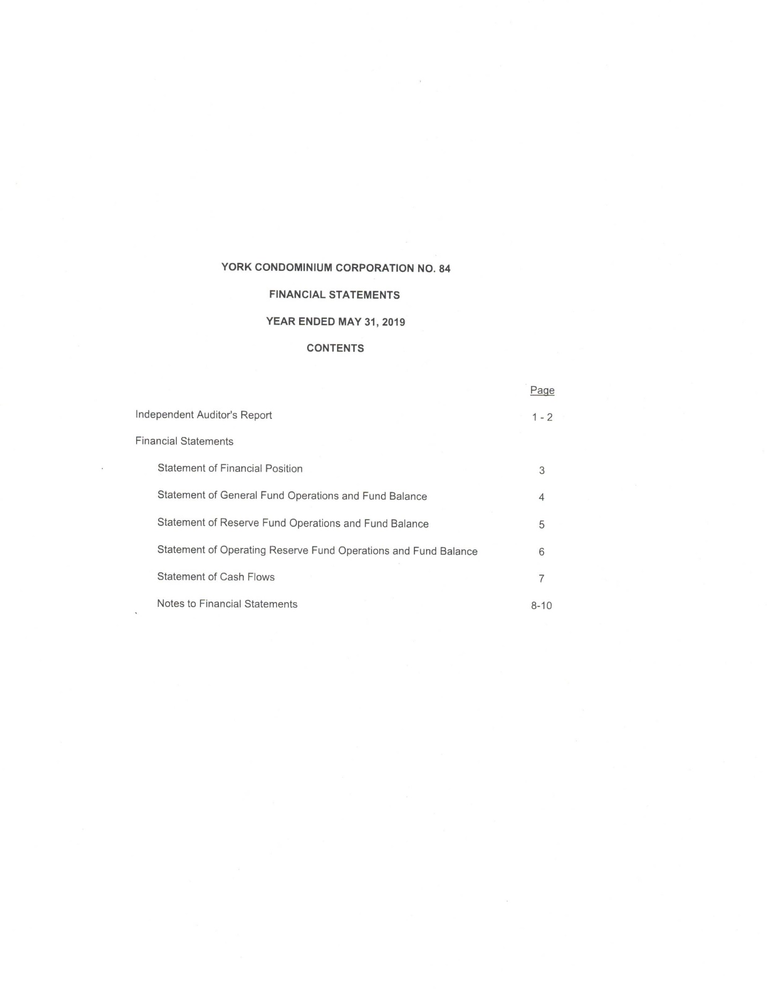 YORK CONDOMINIUM CORPORATION NO. 84
FINANCIAL STATEMENTS
YEAR ENDED MAY 31, 2019
CONTENTS
Page
Independent Auditor's Report 1 - 2
Financial Statements
Statement of Financial Position 3
Statement of General Fund Operations and Fund Balance 4
Statement of Reserve Fund Operations and Fund Balance 5
Statement of Operating Reserve Fund Operations and Fund Balance 6
Statement of Cash Flows 7
Notes to Financial Statements 8-10